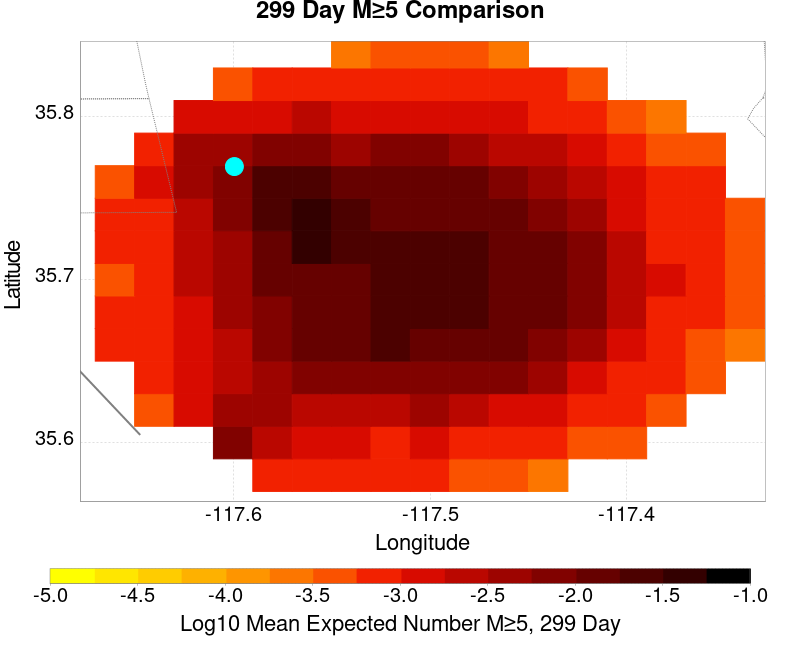 299 Day M≥5 Comparison
35.8
35.7
35.6
Latitude
-117.6 -117.5 -117.4
Longitude
-5.0 -4.5 -4.0 -3.5 -3.0 -2.5 -2.0 -1.5 -1.0
Log10 Mean Expected Number M≥5, 299 Day